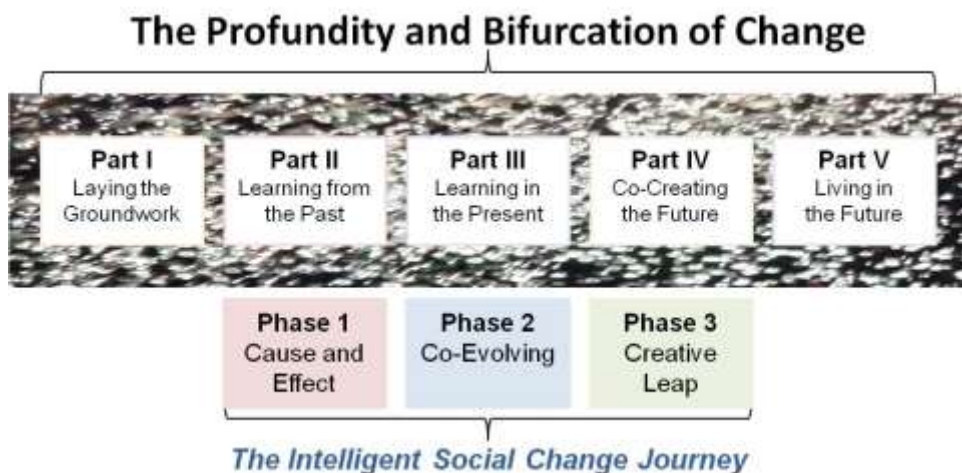 The Profundity and Bifurcation of Change
Part I
Laying the
Groundwork
Part II
Learning from
the Past
Part III
Learning in
the Present
Part IV
Co-Creating
the Future
Part V
Living in
the Future
Phase 1
Cause and
Effect
Phase 2
Co-Evolving
Phase 3
Creative
Leap
The Intelligent Social Change Journey